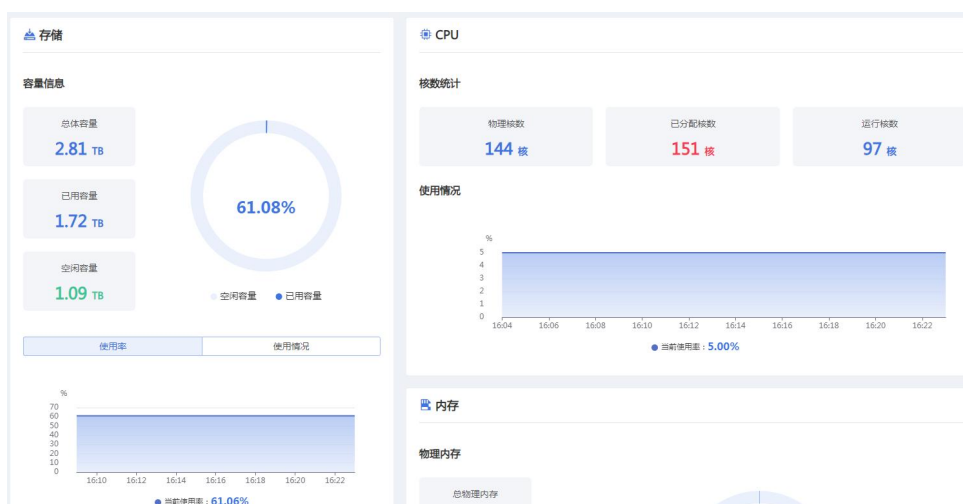 存储
容量信息
总体容量
2.81 TB
已用容量
1.72 TB
空闲容量
1.09 TB
61.08%
空闲容量 已用容量
使用率 使用情况
%
70
60
50
40
30
20
10
0
16:10 16:12 16:14 16:16 16:18 16:20 16:22
当前使用率：61.06%
CPU
核数统计
物理核数
144 核
已分配核数
151 核
运行核数
97 核
使用情况
%
5
4
3
2
1
0
16:04 16:06 16:08 16:10 16:12 16:14 16:16 16:18 16:20 16:22
当前使用率：5.00%
内存
物理内存
总物理内存